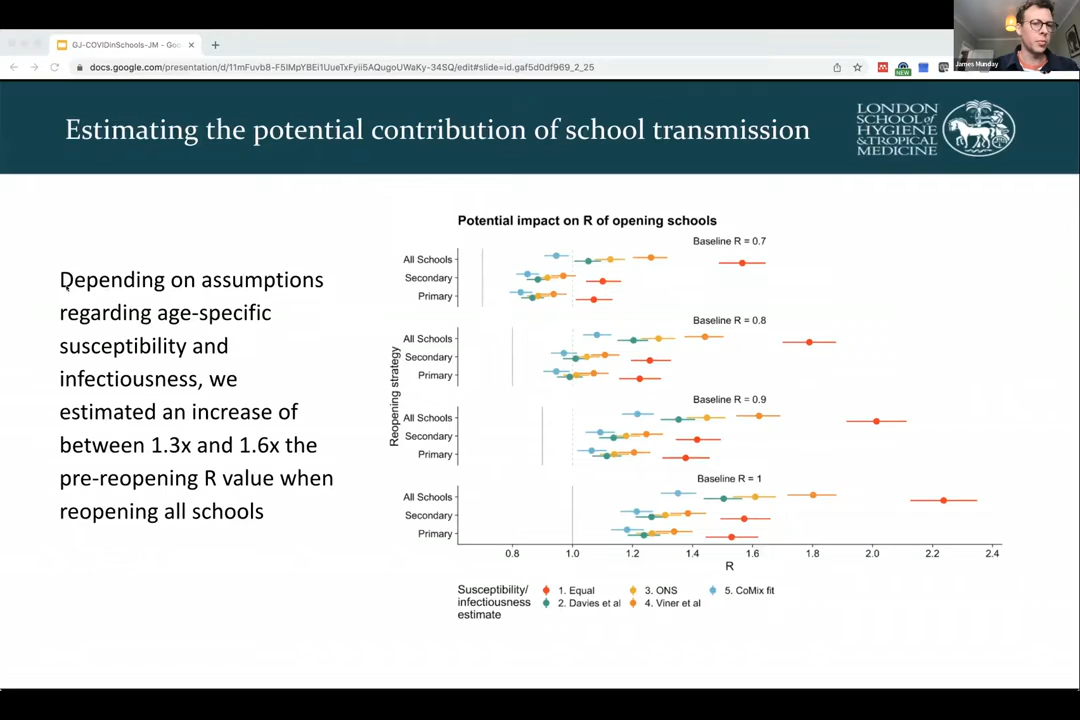 GJ-COVIDinSchools-JM - Goo
docs.google.com/presentation/d/11mFuvb8-F5IMpYBEi1UueTxFyii5AQugoUWaKy-34SQ/edit#slide=id.gaf5d0df969_2_25
NEW
James Munday
Estimating the potential contribution of school transmission
LONDON
SCHOOL of
HYGIENE
&TROPICAL
MEDICINE
Depending on assumptions
regarding age-specific
susceptibility and
infectiousness, we
estimated an increase of
between 1.3x and 1.6x the
pre-reopening R value when
reopening all schools
Potential impact on R of opening schools
Baseline R = 0.7
All Schools
Secondary
Primary
Baseline R = 0.8
All Schools
Secondary
Primary
Baseline R = 0.9
All Schools
Secondary
Primary
Baseline R = 1
All Schools
Secondary
Primary
Reopening strategy
0.8 1.0 1.2 1.4 1.6 1.8 2.0 2.2 2.4
R
Susceptibility/
infectiousness
estimate
1. Equal 3. ONS 5. CoMix fit
2. Davies et al 4. Viner et al